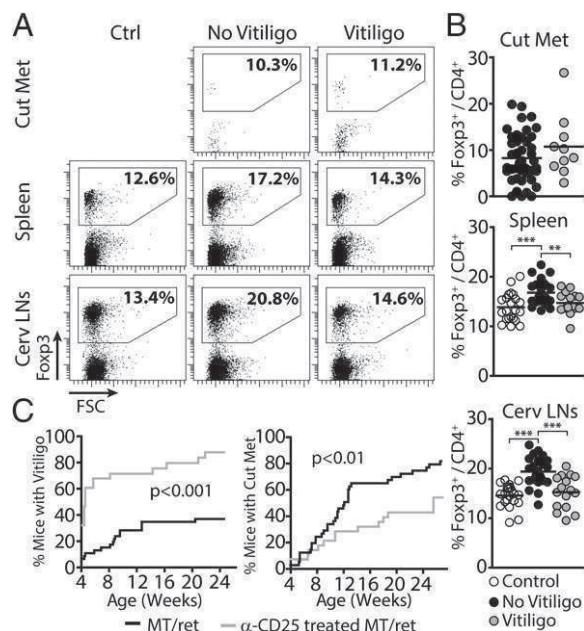 A
Ctrl No Vitiligo Vitiligo
Cut Met
10.3% 11.2%
Spleen
12.6% 17.2% 14.3%
Cerv LNs
13.4% 20.8% 14.6%
Foxp3
FSC
B
Cut Met
% Foxp3⁺ / CD4⁺
30
20
10
0
Spleen
% Foxp3⁺ / CD4⁺
30
20
10
0
*** **
Cerv LNs
% Foxp3⁺ / CD4⁺
30
20
10
0
*** ***
Control
No Vitiligo
Vitiligo
C
% Mice with Vitiligo
100
80
60
40
20
0
p<0.001
4 8 12 16 20 24
Age (Weeks)
% Mice with Cut Met
100
80
60
40
20
0
p<0.01
4 8 12 16 20 24
Age (Weeks)
MT/ret α-CD25 treated MT/ret